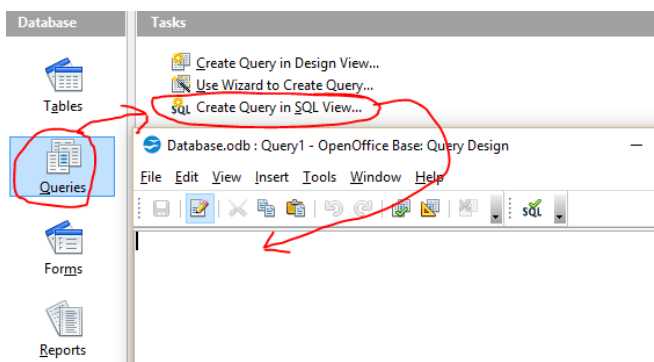 Database
Tasks
Create Query in Design View...
Use Wizard to Create Query...
Tables
SQL Create Query in SQL View...
Database.odb : Query1 - OpenOffice Base: Query Design
Queries
File Edit View Insert Tools Window Help
SQL
Forms
Reports